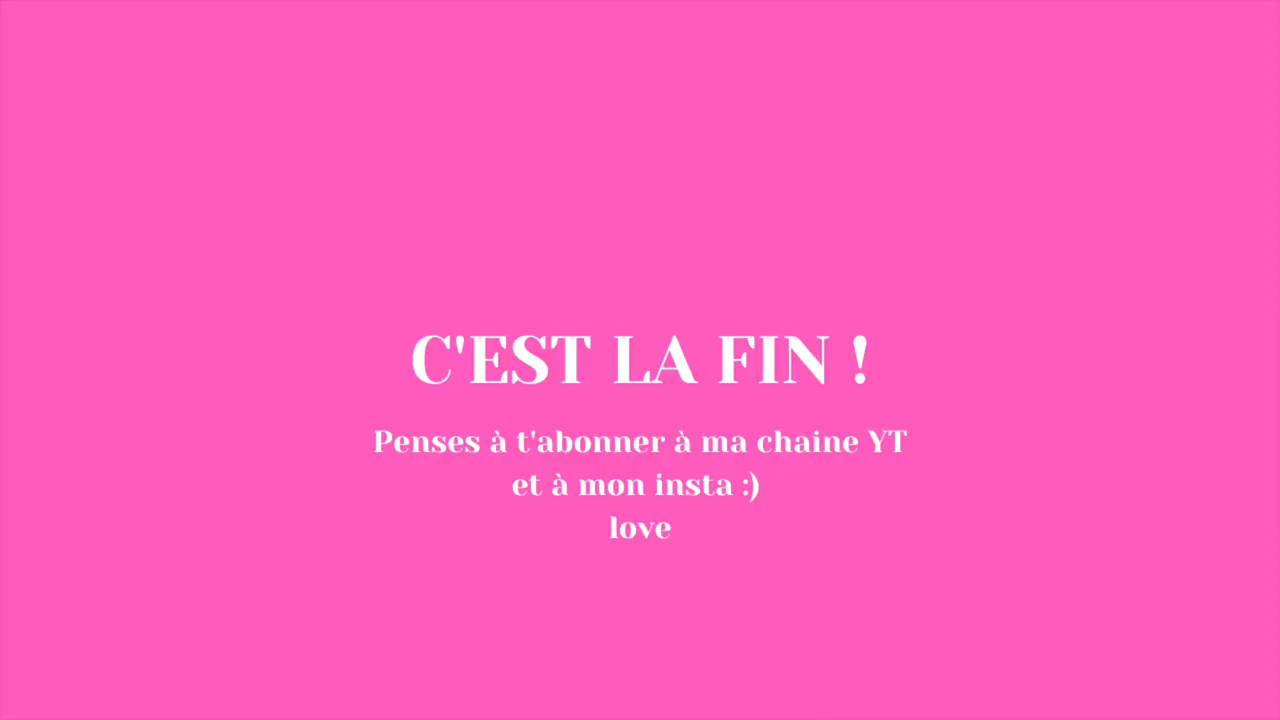 C'EST LA FIN !
Penses à t'abonner à ma chaine YT
et à mon insta :)
love